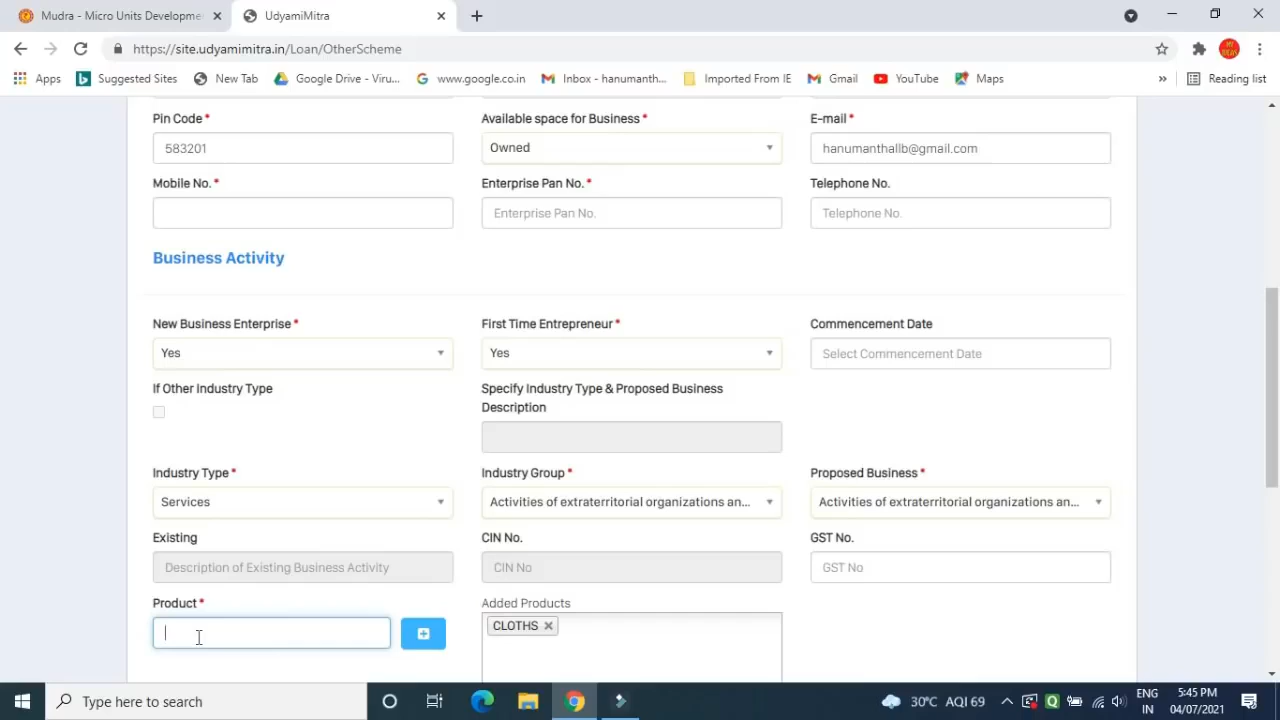 Mudra - Micro Units Developme
UdyamiMitra
https://site.udyamimitra.in/Loan/OtherScheme
Apps
Suggested Sites
New Tab
Google Drive - Viru...
www.google.co.in
Inbox - hanumanth...
Imported From IE
Gmail
YouTube
Maps
»
Reading list
Pin Code *
Available space for Business *
E-mail *
583201
Owned
hanumanthallb@gmail.com
Mobile No. *
Enterprise Pan No. *
Telephone No.
Enterprise Pan No.
Telephone No.
Business Activity
New Business Enterprise *
First Time Entrepreneur *
Commencement Date
Yes
Yes
Select Commencement Date
If Other Industry Type
Specify Industry Type & Proposed Business
Description
Industry Type *
Industry Group *
Proposed Business *
Services
Activities of extraterritorial organizations an...
Activities of extraterritorial organizations an...
Existing
CIN No.
GST No.
Description of Existing Business Activity
CIN No
GST No
Product *
Added Products
CLOTHS ×
Type here to search
30°C AQI 69
ENG
IN
5:45 PM
04/07/2021